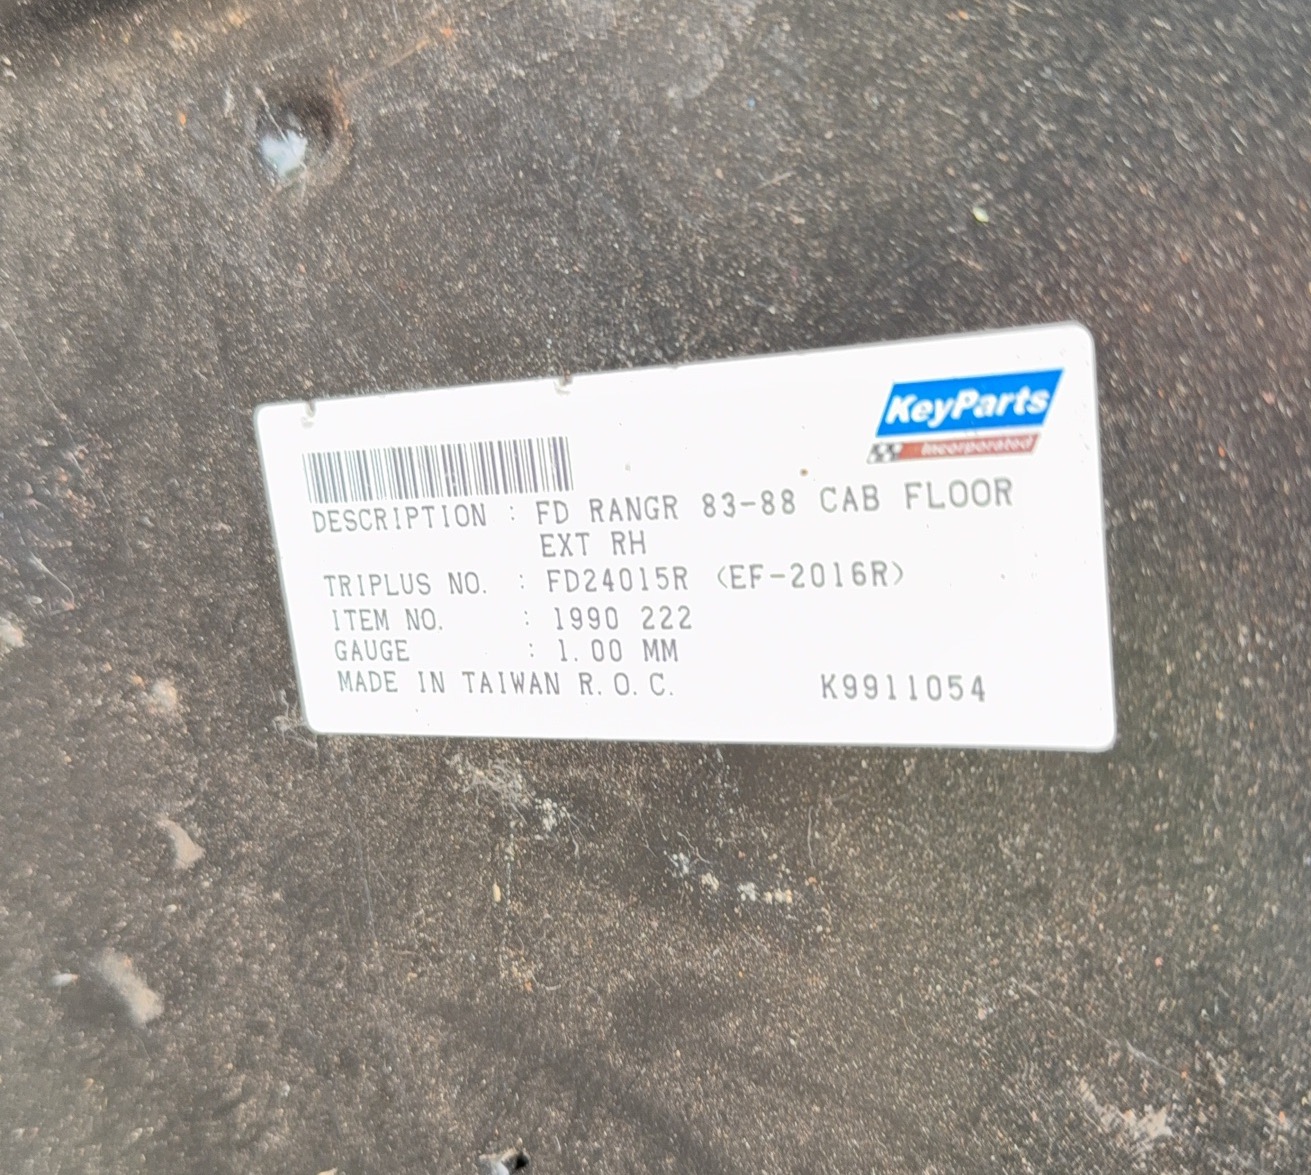 KeyParts
Incorporated
DESCRIPTION : FD RANGR 83-88 CAB FLOOR
EXT RH
TRIPLUS NO. : FD24015R (EF-2016R)
ITEM NO. : 1990 222
GAUGE : 1.00 MM
MADE IN TAIWAN R.O.C. K9911054